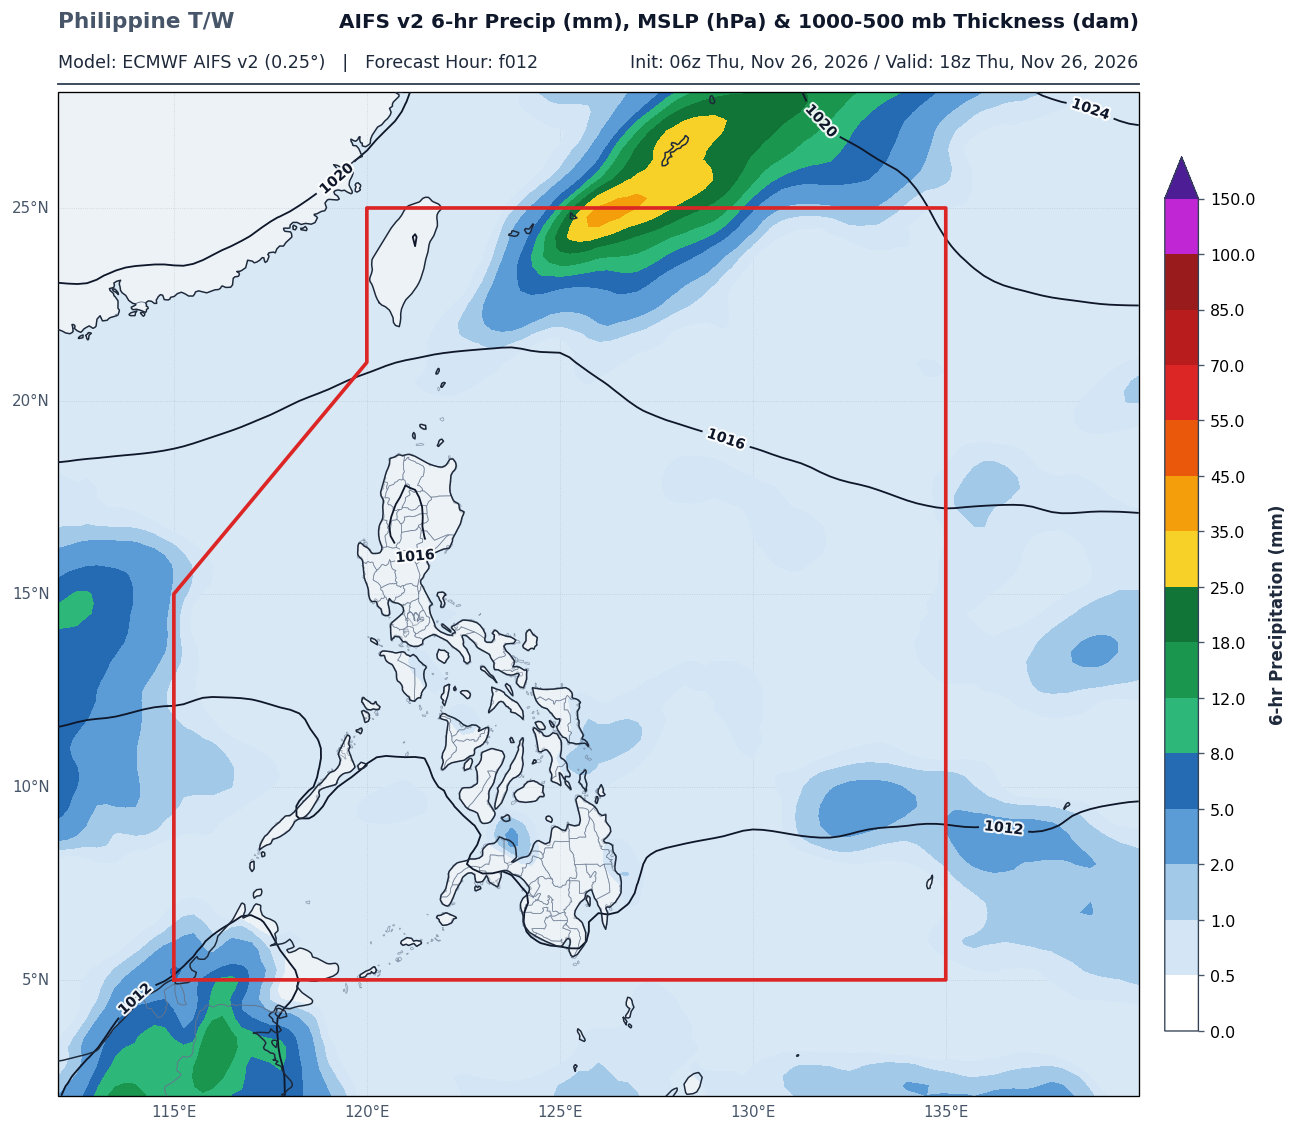 Philippine T/W
AIFS v2 6-hr Precip (mm), MSLP (hPa) & 1000-500 mb Thickness (dam)
Model: ECMWF AIFS v2 (0.25°)   |   Forecast Hour: f012
Init: 06z Thu, Nov 26, 2026 / Valid: 18z Thu, Nov 26, 2026
1024
1020
1020
1016
1016
1012
1012
25°N
20°N
15°N
10°N
5°N
115°E
120°E
125°E
130°E
135°E
150.0
100.0
85.0
70.0
55.0
45.0
35.0
25.0
18.0
12.0
8.0
5.0
2.0
1.0
0.5
0.0
6-hr Precipitation (mm)